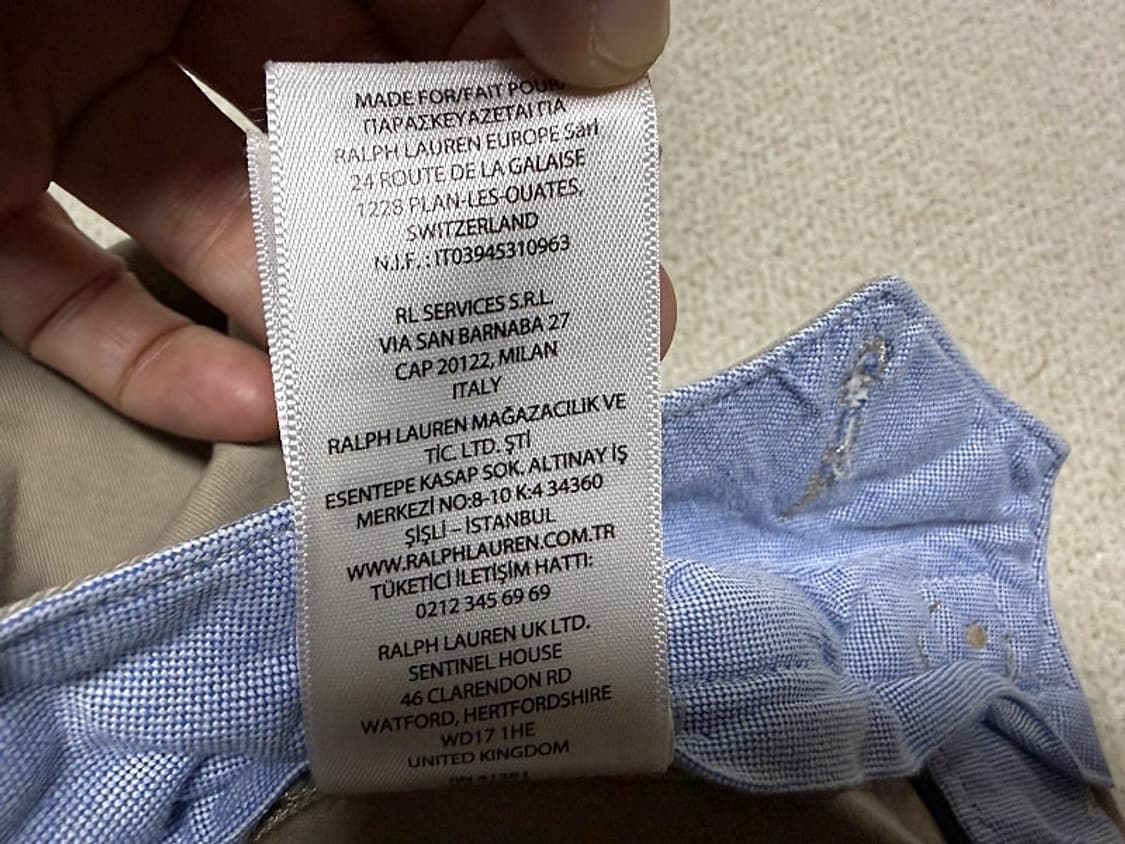 MADE FOR/FAIT POUR
ΠΑΡΑΣΚΕΥΑΖΕΤΑΙ ΓΙΑ
RALPH LAUREN EUROPE Sarl
24 ROUTE DE LA GALAISE
1228 PLAN-LES-OUATES,
SWITZERLAND
N.I.F. : IT03945310963
RL SERVICES S.R.L.
VIA SAN BARNABA 27
CAP 20122, MILAN
ITALY
RALPH LAUREN MAĞAZACILIK VE
TİC. LTD. ŞTİ
ESENTEPE KASAP SOK. ALTINAY İŞ
MERKEZİ NO:8-10 K:4 34360
ŞİŞLİ – İSTANBUL
WWW.RALPHLAUREN.COM.TR
TÜKETİCİ İLETİŞİM HATTI:
0212 345 69 69
RALPH LAUREN UK LTD.
SENTINEL HOUSE
46 CLARENDON RD
WATFORD, HERTFORDSHIRE
WD17 1HE
UNITED KINGDOM